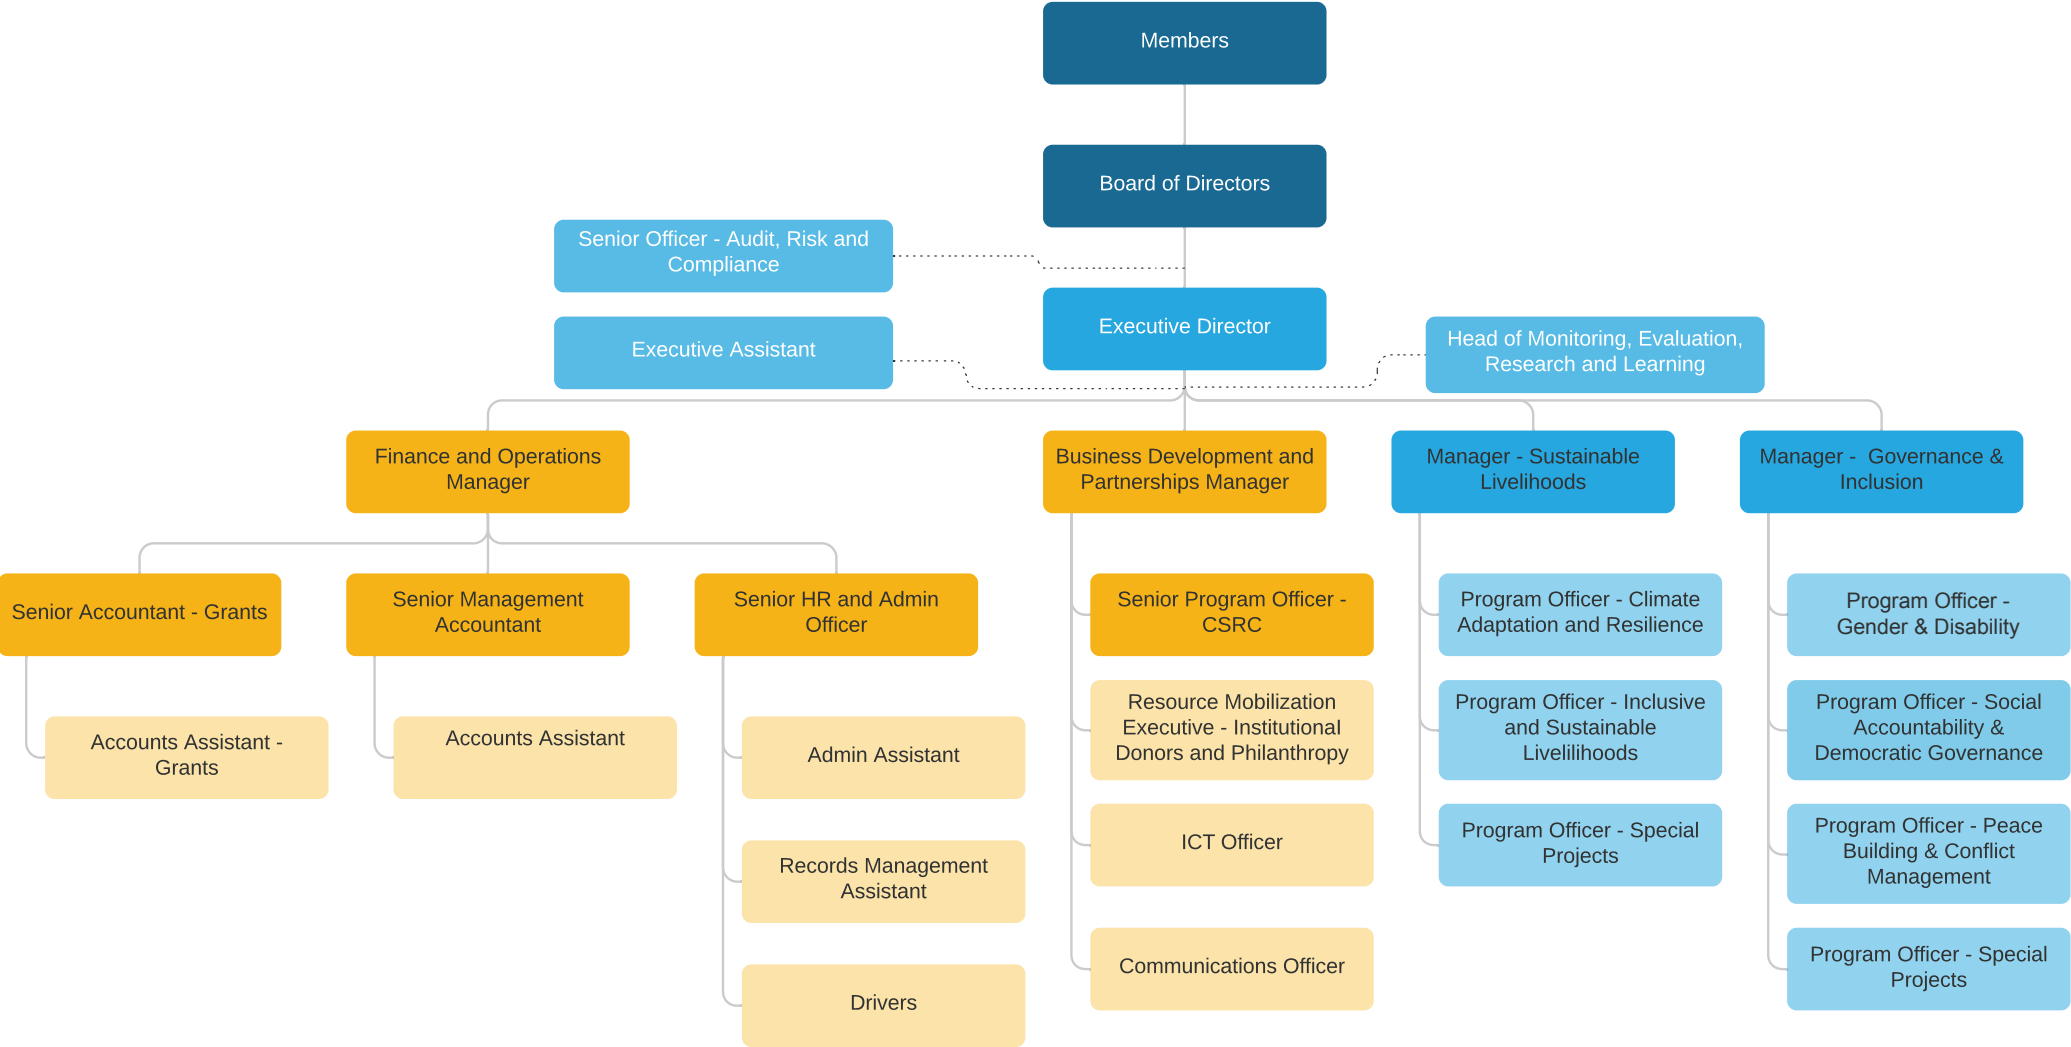 Members
Board of Directors
Senior Officer - Audit, Risk and
Compliance
Executive Director
Executive Assistant
Head of Monitoring, Evaluation,
Research and Learning
Finance and Operations
Manager
Business Development and
Partnerships Manager
Manager - Sustainable
Livelihoods
Manager -  Governance &
Inclusion
Senior Accountant - Grants
Senior Management
Accountant
Senior HR and Admin
Officer
Senior Program Officer -
CSRC
Program Officer - Climate
Adaptation and Resilience
Program Officer -
Gender & Disability
Accounts Assistant -
Grants
Accounts Assistant
Admin Assistant
Resource Mobilization
Executive - Institutional
Donors and Philanthropy
Program Officer - Inclusive
and Sustainable
Livelilihoods
Program Officer - Social
Accountability &
Democratic Governance
Records Management
Assistant
ICT Officer
Program Officer - Special
Projects
Program Officer - Peace
Building & Conflict
Management
Drivers
Communications Officer
Program Officer - Special
Projects